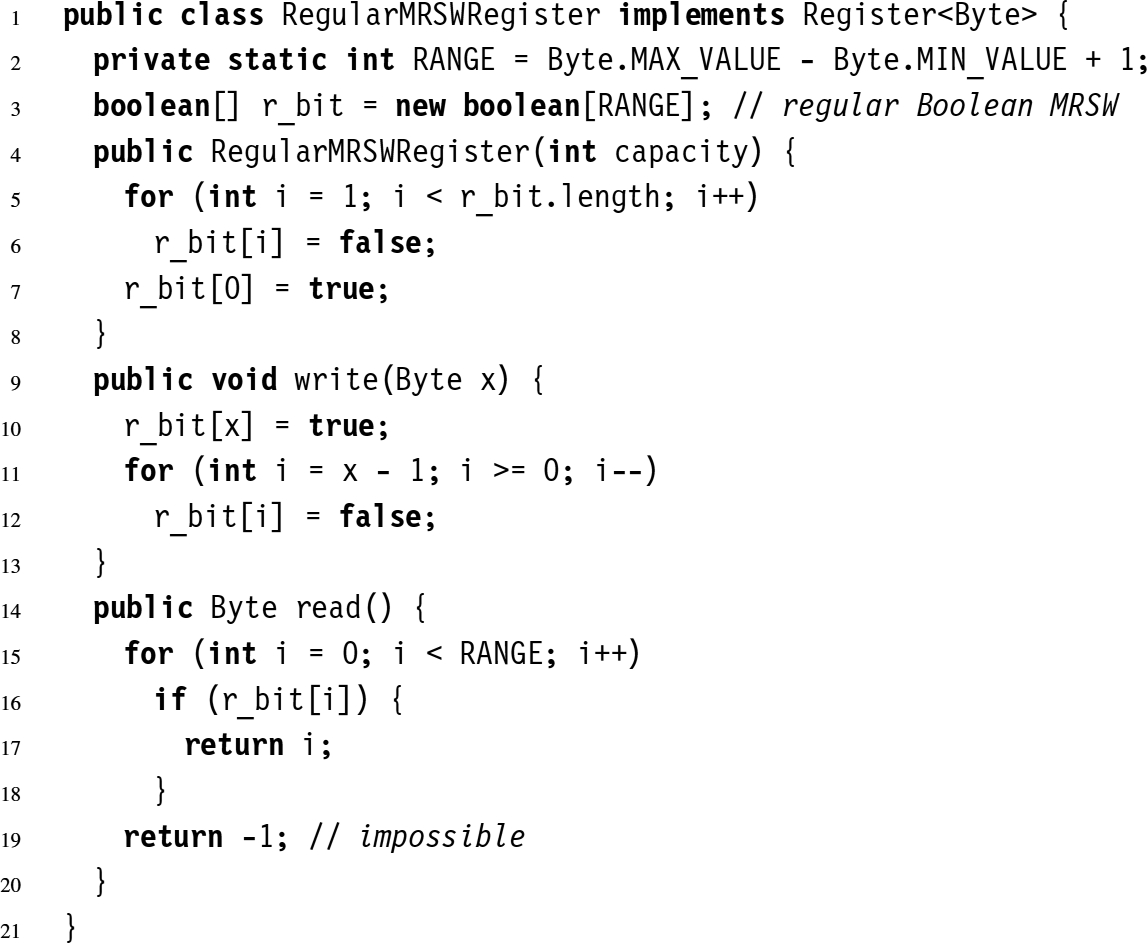 1 public class RegularMRSWRegister implements Register<Byte> {
2 private static int RANGE = Byte.MAX_VALUE - Byte.MIN_VALUE + 1;
3 boolean[] r_bit = new boolean[RANGE]; // regular Boolean MRSW
4 public RegularMRSWRegister(int capacity) {
5 for (int i = 1; i < r_bit.length; i++)
6 r_bit[i] = false;
7 r_bit[0] = true;
8 }
9 public void write(Byte x) {
10 r_bit[x] = true;
11 for (int i = x - 1; i >= 0; i--)
12 r_bit[i] = false;
13 }
14 public Byte read() {
15 for (int i = 0; i < RANGE; i++)
16 if (r_bit[i]) {
17 return i;
18 }
19 return -1; // impossible
20 }
21 }